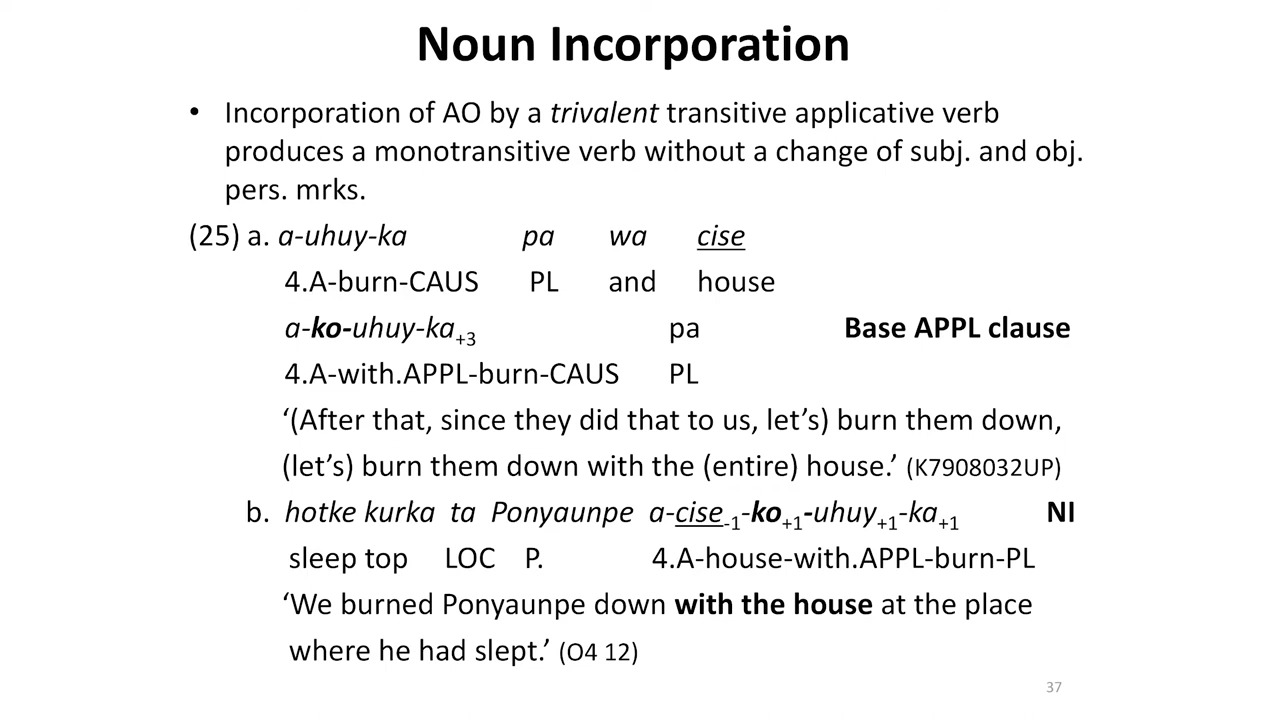 Noun Incorporation
• Incorporation of AO by a trivalent transitive applicative verb
produces a monotransitive verb without a change of subj. and obj.
pers. mrks.
(25) a. a-uhuy-ka pa wa cise
4.A-burn-CAUS PL and house
a-ko-uhuy-ka+3 pa Base APPL clause
4.A-with.APPL-burn-CAUS PL
‘(After that, since they did that to us, let’s) burn them down,
(let’s) burn them down with the (entire) house.’ (K7908032UP)
b. hotke kurka ta Ponyaunpe a-cise-1-ko+1-uhuy+1-ka+1 NI
sleep top LOC P. 4.A-house-with.APPL-burn-PL
‘We burned Ponyaunpe down with the house at the place
where he had slept.’ (O4 12)
37